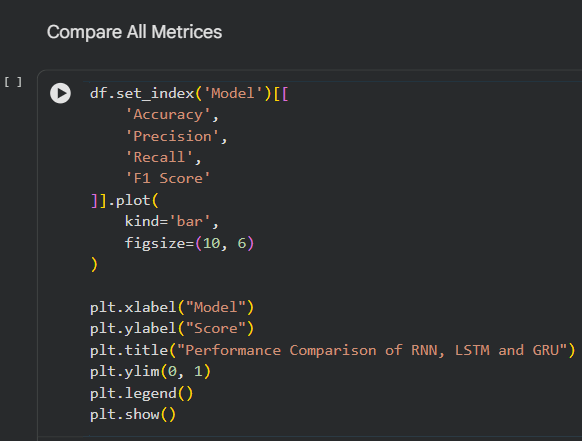 Compare All Metrices
[ ]
df.set_index('Model')[[
    'Accuracy',
    'Precision',
    'Recall',
    'F1 Score'
]].plot(
    kind='bar',
    figsize=(10, 6)
)

plt.xlabel("Model")
plt.ylabel("Score")
plt.title("Performance Comparison of RNN, LSTM and GRU")
plt.ylim(0, 1)
plt.legend()
plt.show()